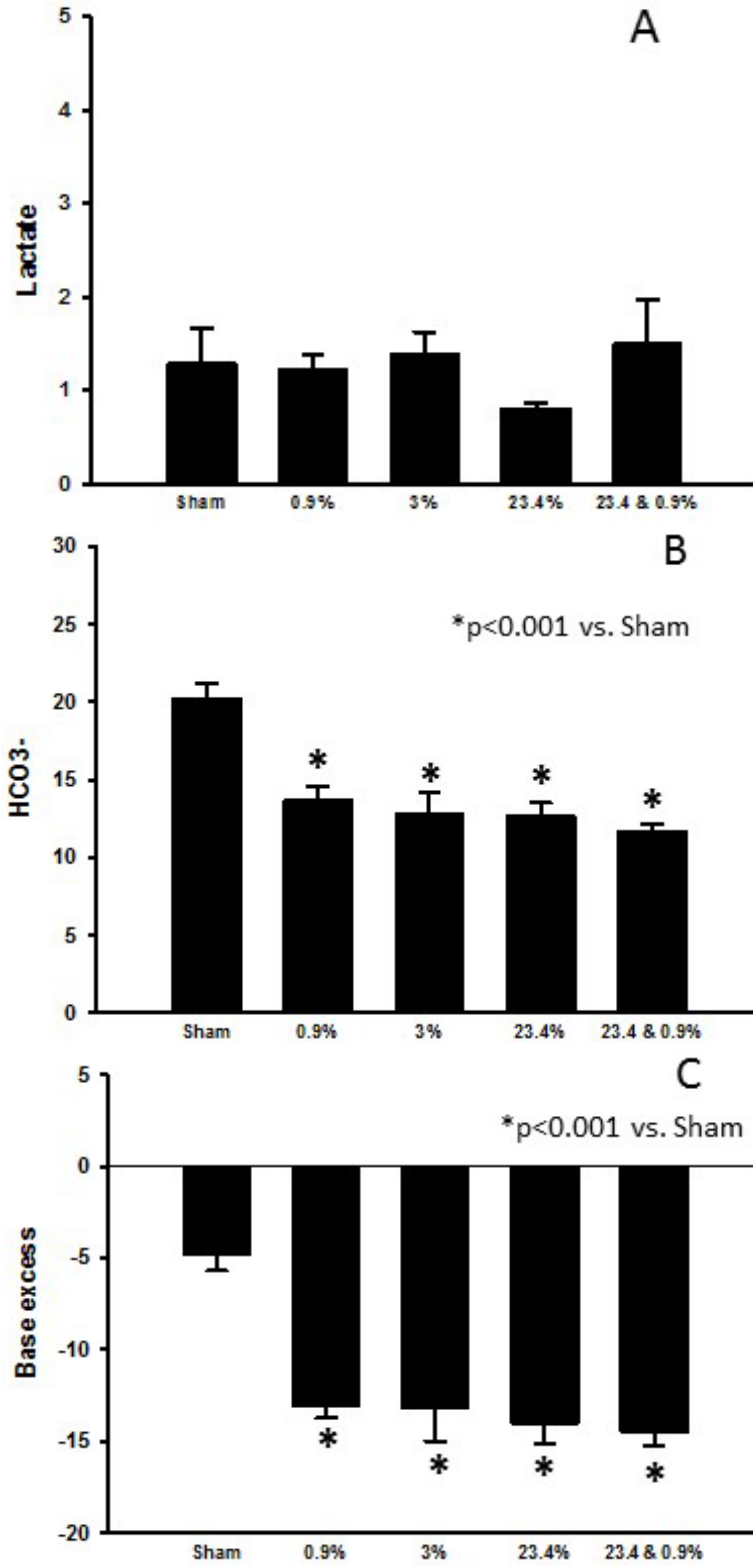 A
5
4
3
2
1
0
Lactate
Sham 0.9% 3% 23.4% 23.4 & 0.9%
B
30
25
20
15
10
5
0
HCO3-
*p<0.001 vs. Sham
* * * *
Sham 0.9% 3% 23.4% 23.4 & 0.9%
C
5
0
-5
-10
-15
-20
Base excess
*p<0.001 vs. Sham
* * * *
Sham 0.9% 3% 23.4% 23.4 & 0.9%